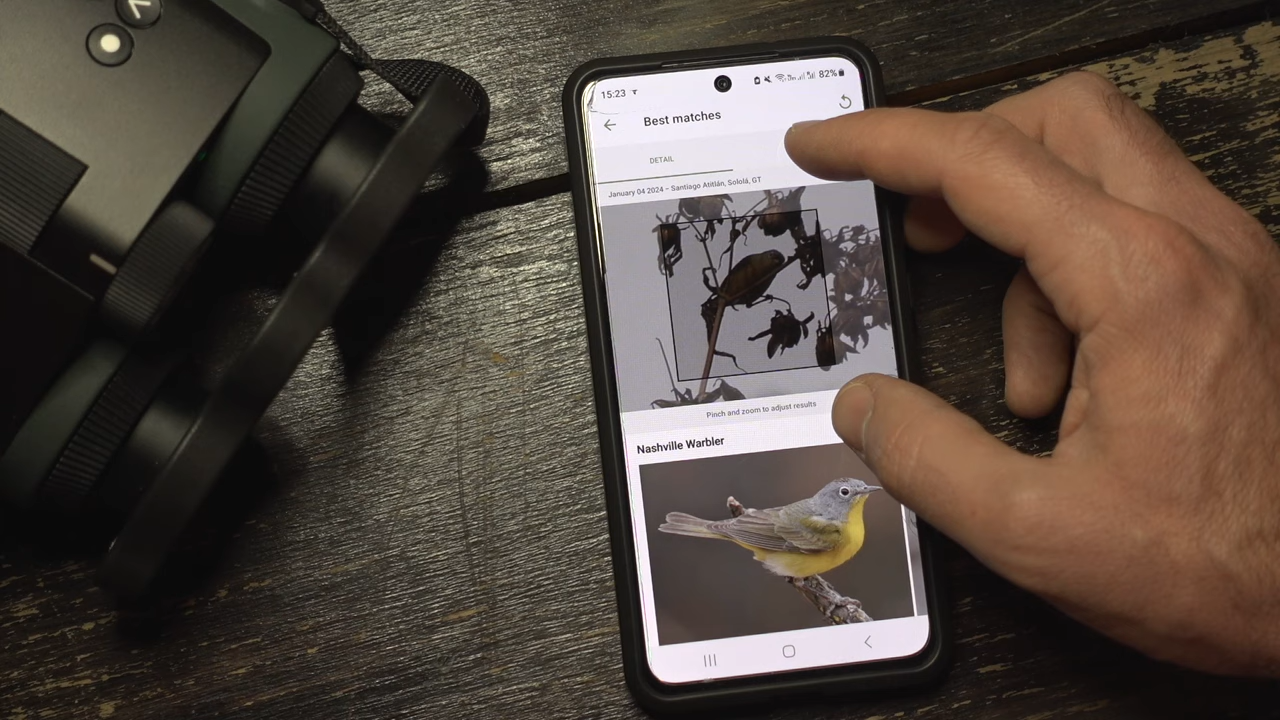 15:23
82%
Best matches
DETAIL
January 04 2024 - Santiago Atitlán, Sololá, GT
Pinch and zoom to adjust results
Nashville Warbler